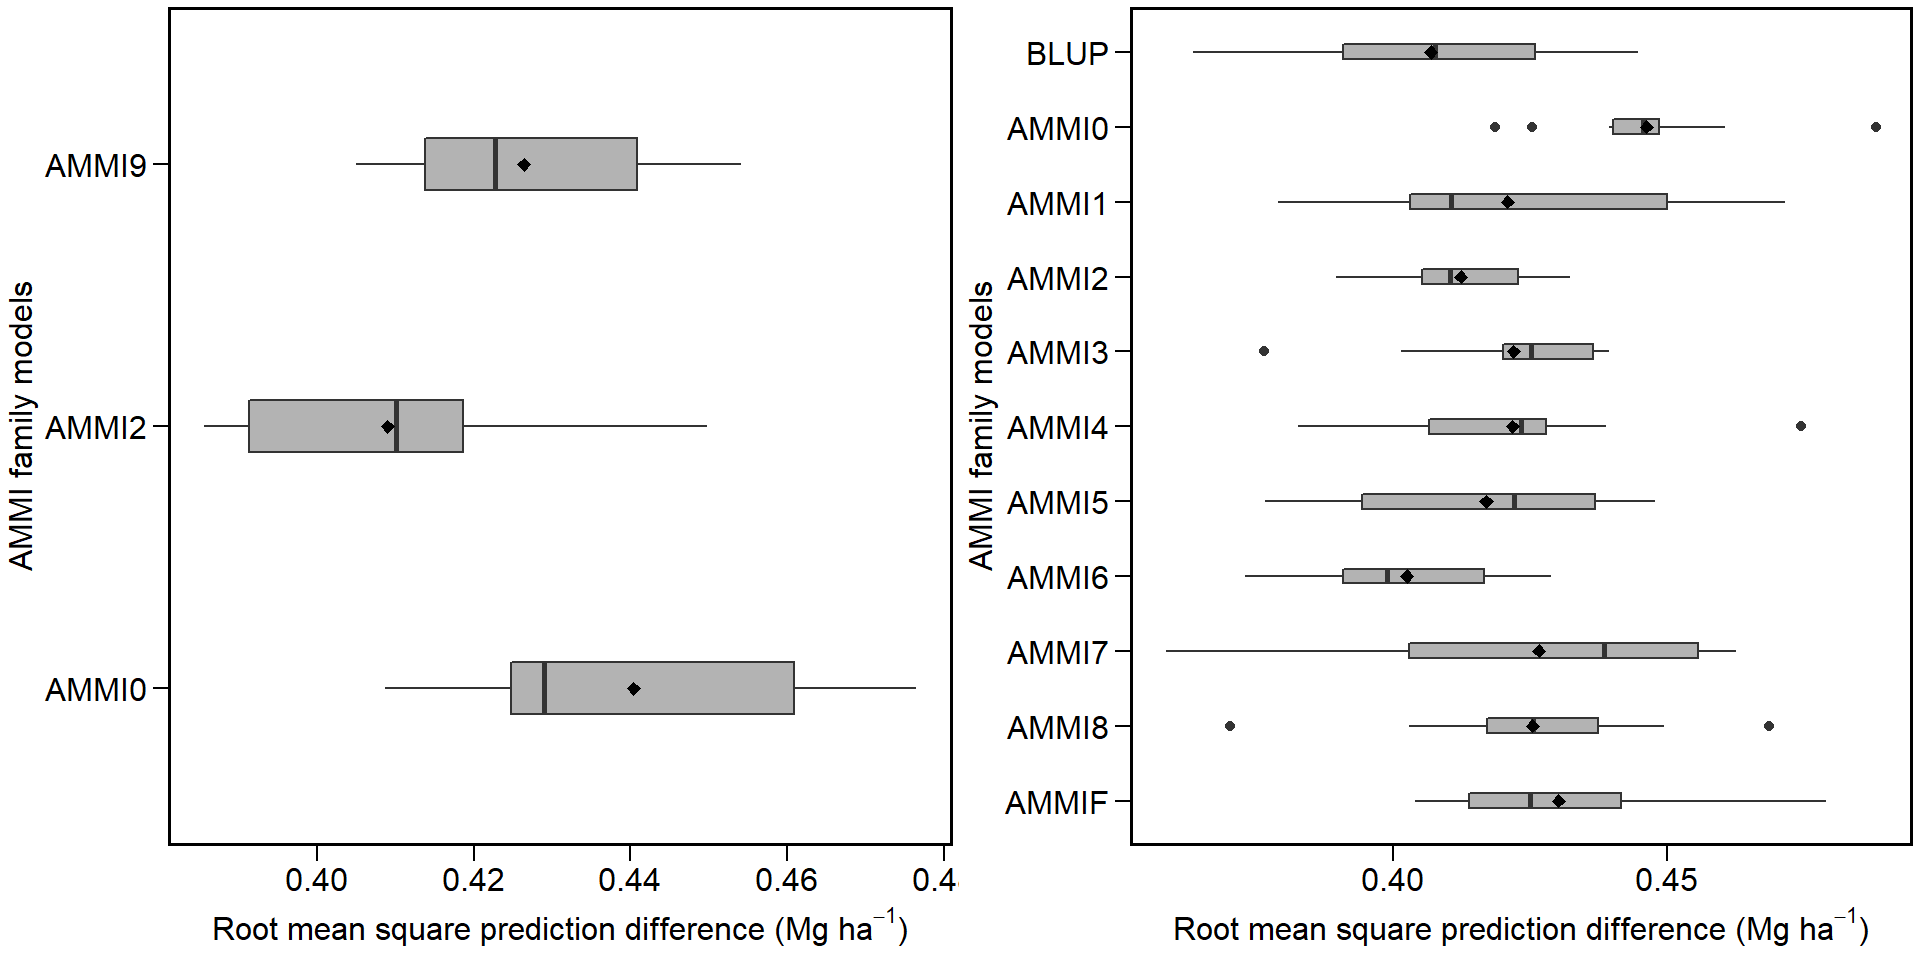 AMMI family models
AMMI9
AMMI2
AMMI0
0.40 0.42 0.44 0.46
Root mean square prediction difference (Mg ha⁻¹)
AMMI family models
BLUP
AMMI0
AMMI1
AMMI2
AMMI3
AMMI4
AMMI5
AMMI6
AMMI7
AMMI8
AMMIF
0.40 0.45
Root mean square prediction difference (Mg ha⁻¹)